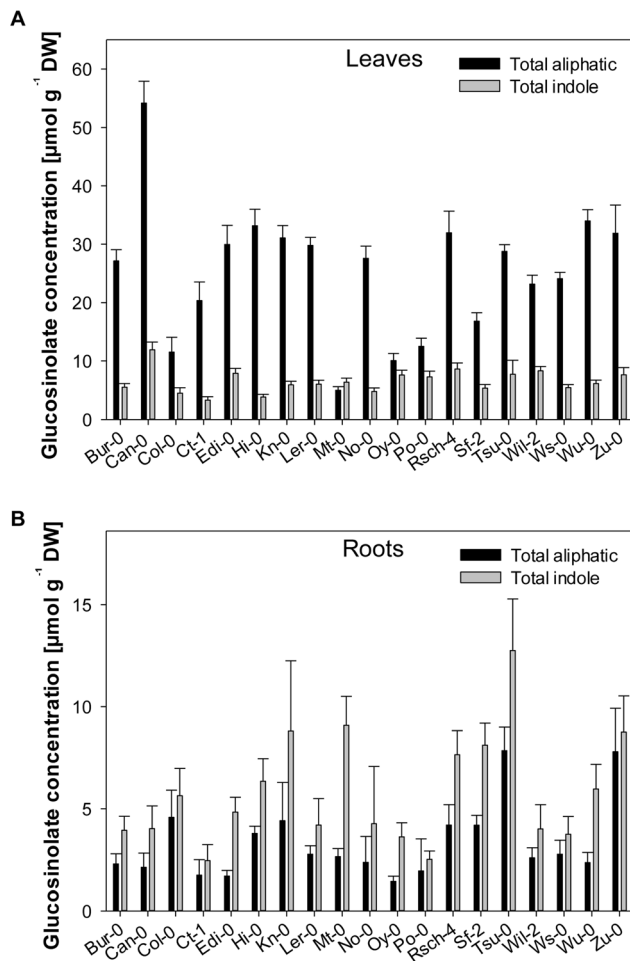 A
Leaves
Total aliphatic
Total indole
Glucosinolate concentration [µmol g⁻¹ DW]
60
50
40
30
20
10
0
Bur-0 Can-0 Col-0 Ct-1 Edi-0 Hi-0 Kn-0 Ler-0 Mt-0 No-0 Oy-0 Po-0 Rsch-4 Sf-2 Tsu-0 Wil-2 Ws-0 Wu-0 Zu-0
B
Roots
Total aliphatic
Total indole
Glucosinolate concentration [µmol g⁻¹ DW]
15
10
5
0
Bur-0 Can-0 Col-0 Ct-1 Edi-0 Hi-0 Kn-0 Ler-0 Mt-0 No-0 Oy-0 Po-0 Rsch-4 Sf-2 Tsu-0 Wil-2 Ws-0 Wu-0 Zu-0